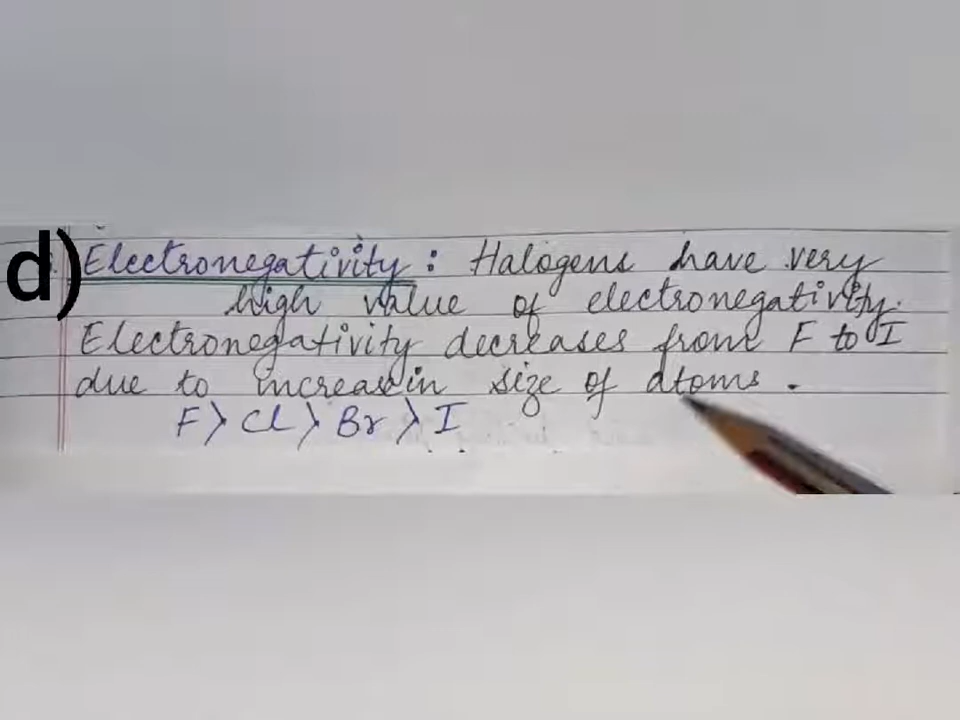 d) Electronegativity : Halogens have very
high value of electronegativity.
Electronegativity decreases from F to I
due to increase in size of atoms.
F > Cl > Br > I